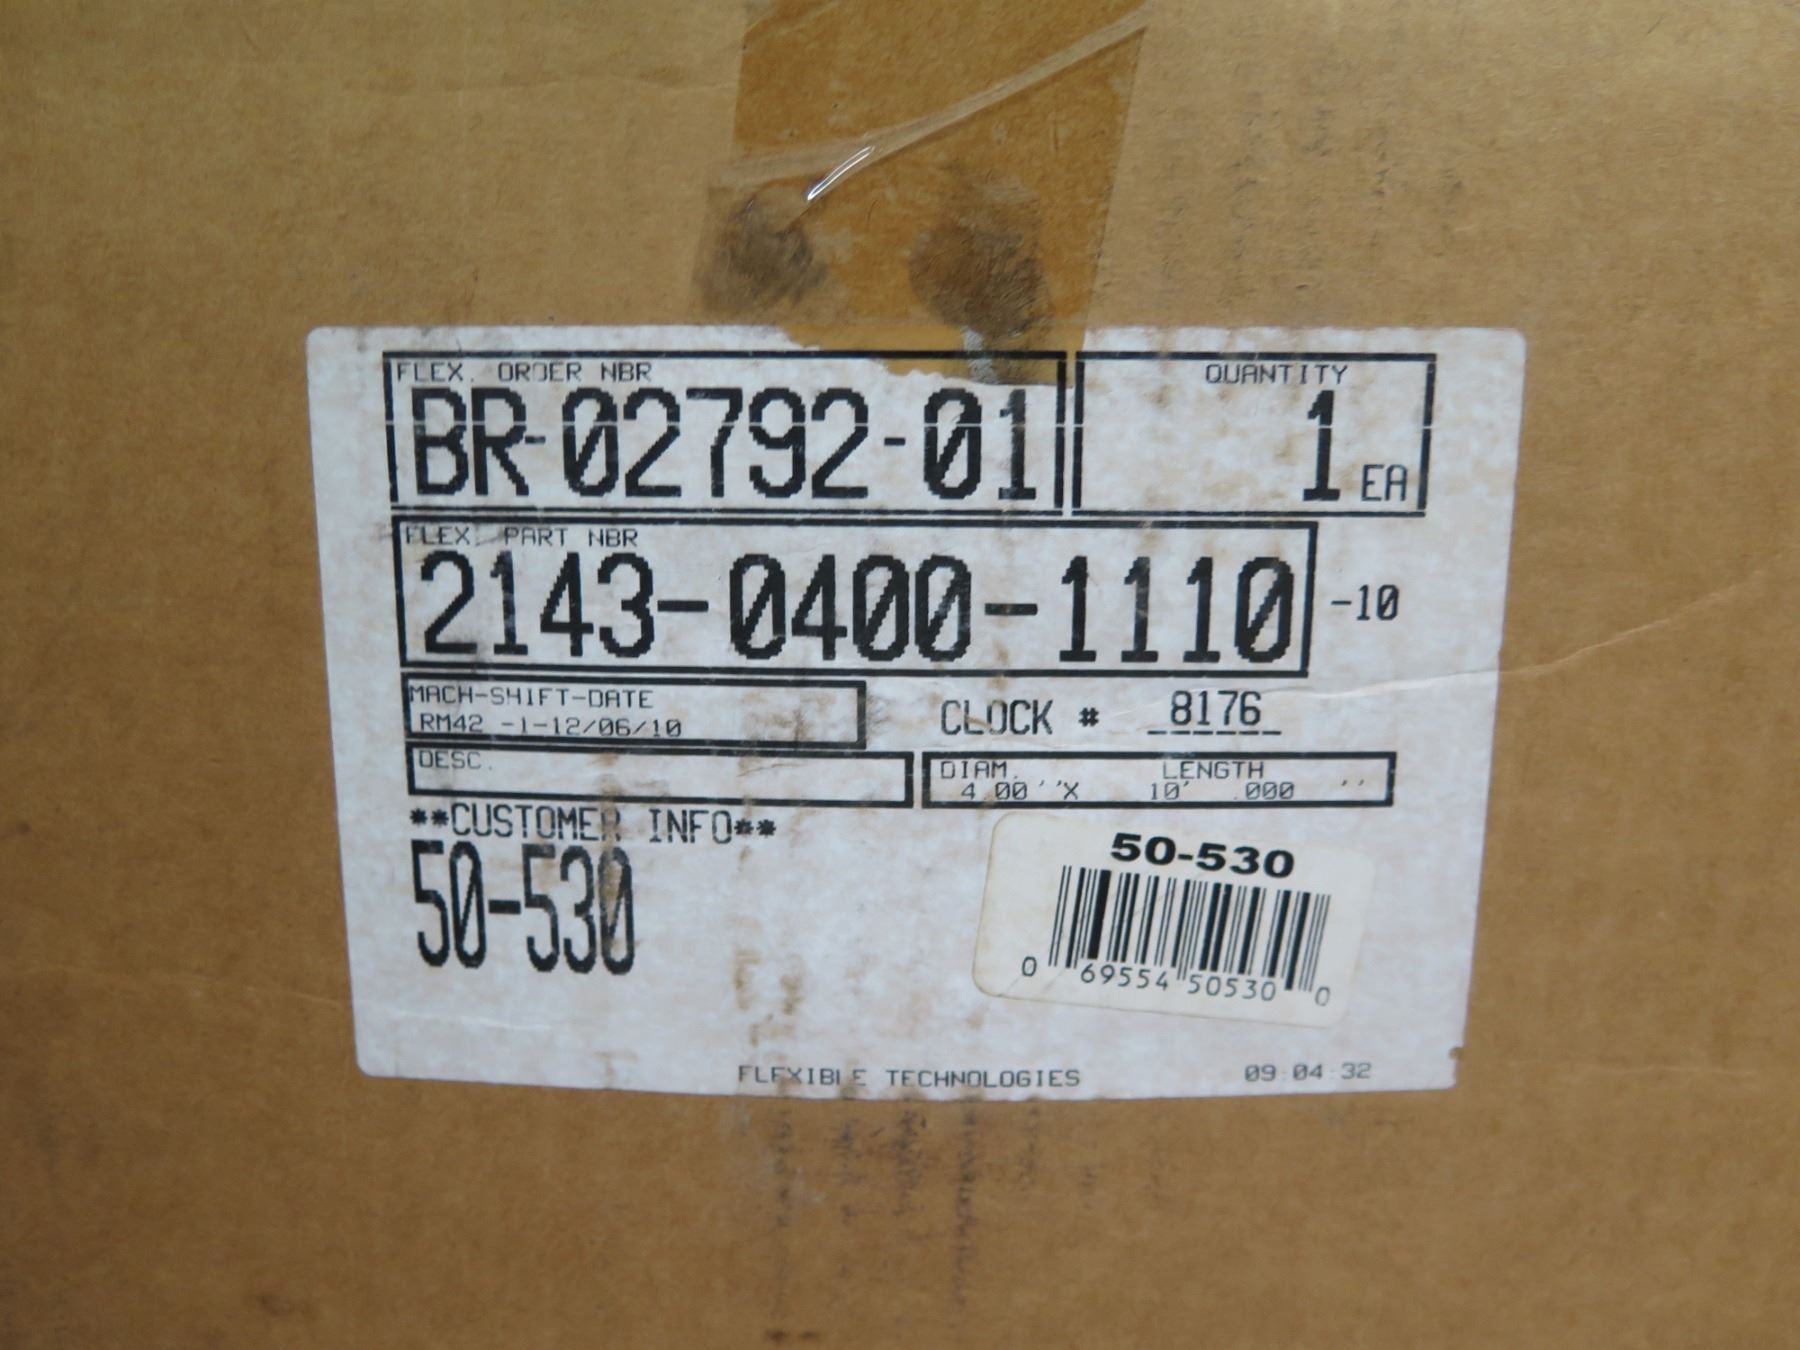 FLEX. ORDER NBR
BR-02792-01
QUANTITY
1 EA
FLEX. PART NBR
2143-0400-1110 -10
MACH-SHIFT-DATE
RM42 -1-12/06/10
CLOCK # 8176
DESC.
DIAM. LENGTH
4.00''X 10' .000 ''
**CUSTOMER INFO**
50-530
50-530
0 69554 50530 0
FLEXIBLE TECHNOLOGIES 09:04:32